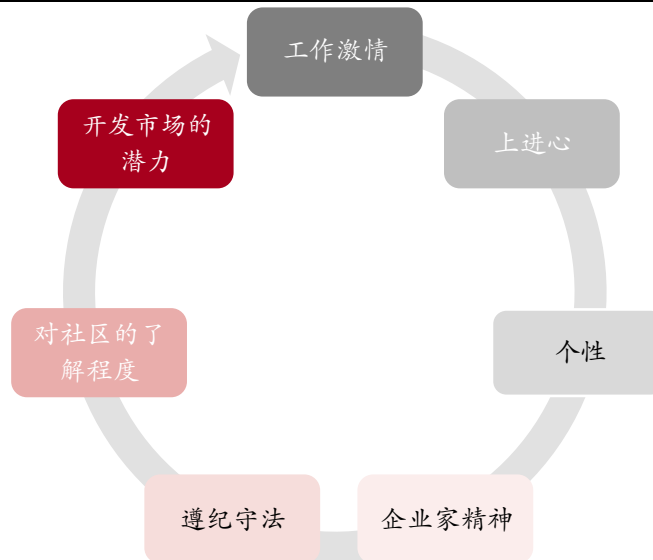 工作激情
上进心
个性
企业家精神
遵纪守法
对社区的了
解程度
开发市场的
潜力